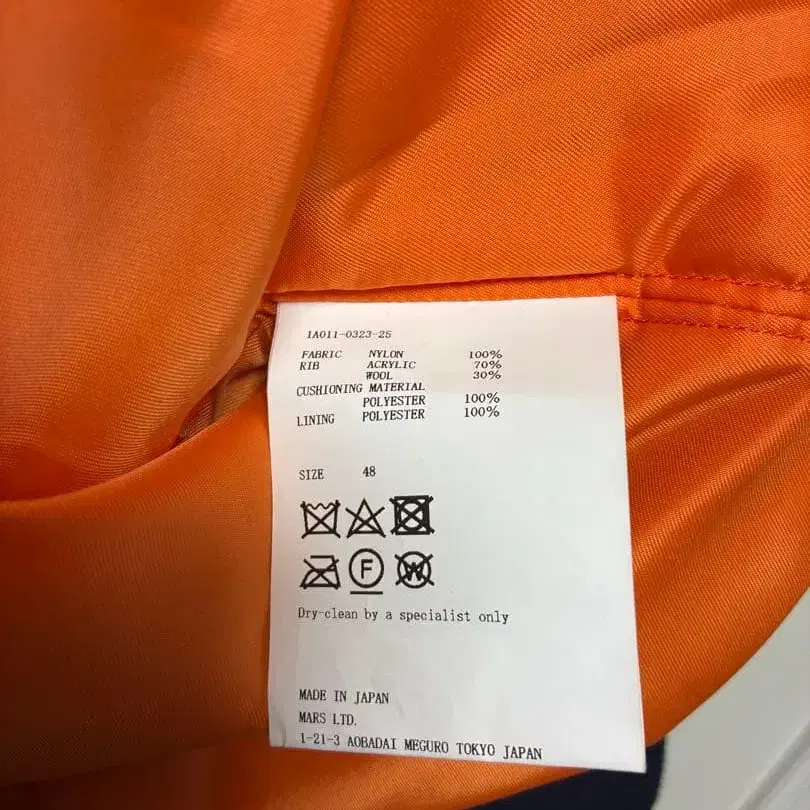 1A011-0323-25
FABRIC NYLON 100%
RIB ACRYLIC 70%
WOOL 30%
CUSHIONING MATERIAL
POLYESTER 100%
LINING POLYESTER 100%
SIZE 48
F W
Dry-clean by a specialist only
MADE IN JAPAN
MARS LTD.
1-21-3 AOBADAI MEGURO TOKYO JAPAN